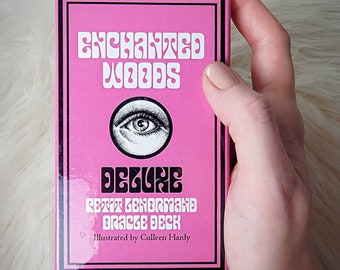 ENCHANTED
WOODS
DELUXE
PETIT LENORMAND
ORACLE DECK
Illustrated by Colleen Hardy